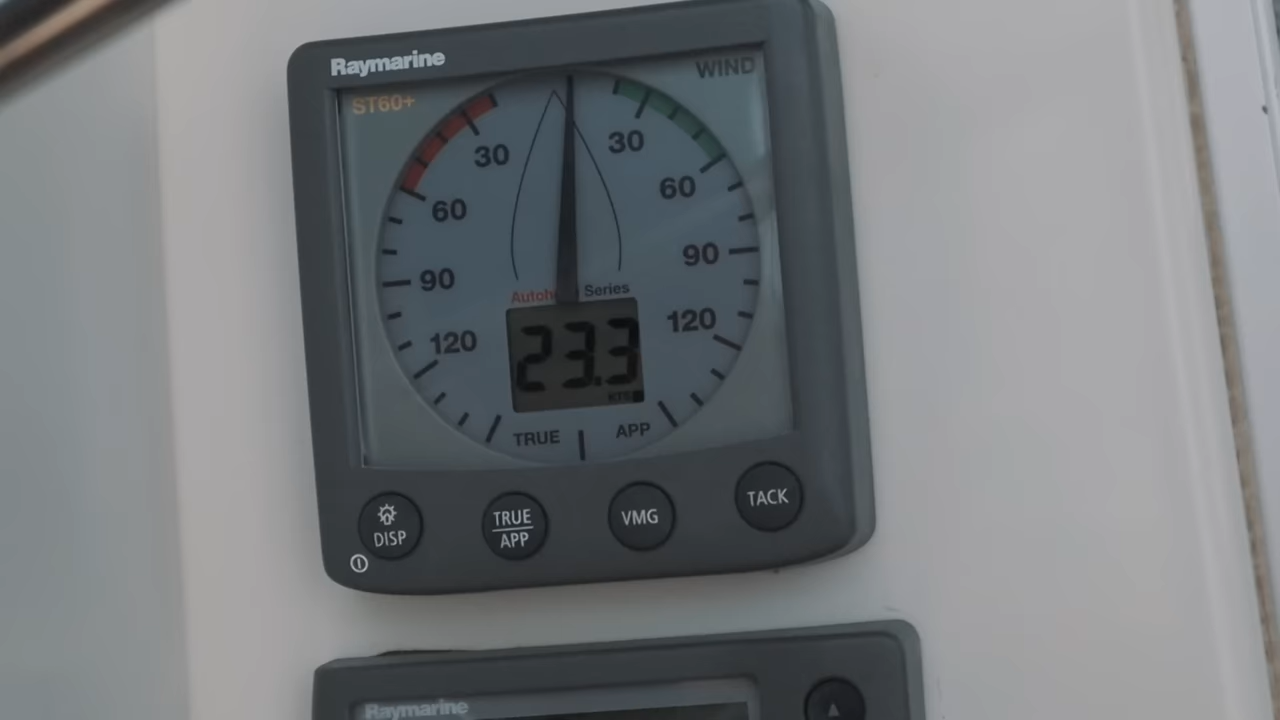 Raymarine
WIND
ST60+
30
30
60
60
90
90
Series
120
120
23.3
KTS
TRUE
APP
DISP
TRUE
APP
VMG
TACK
Raymarine